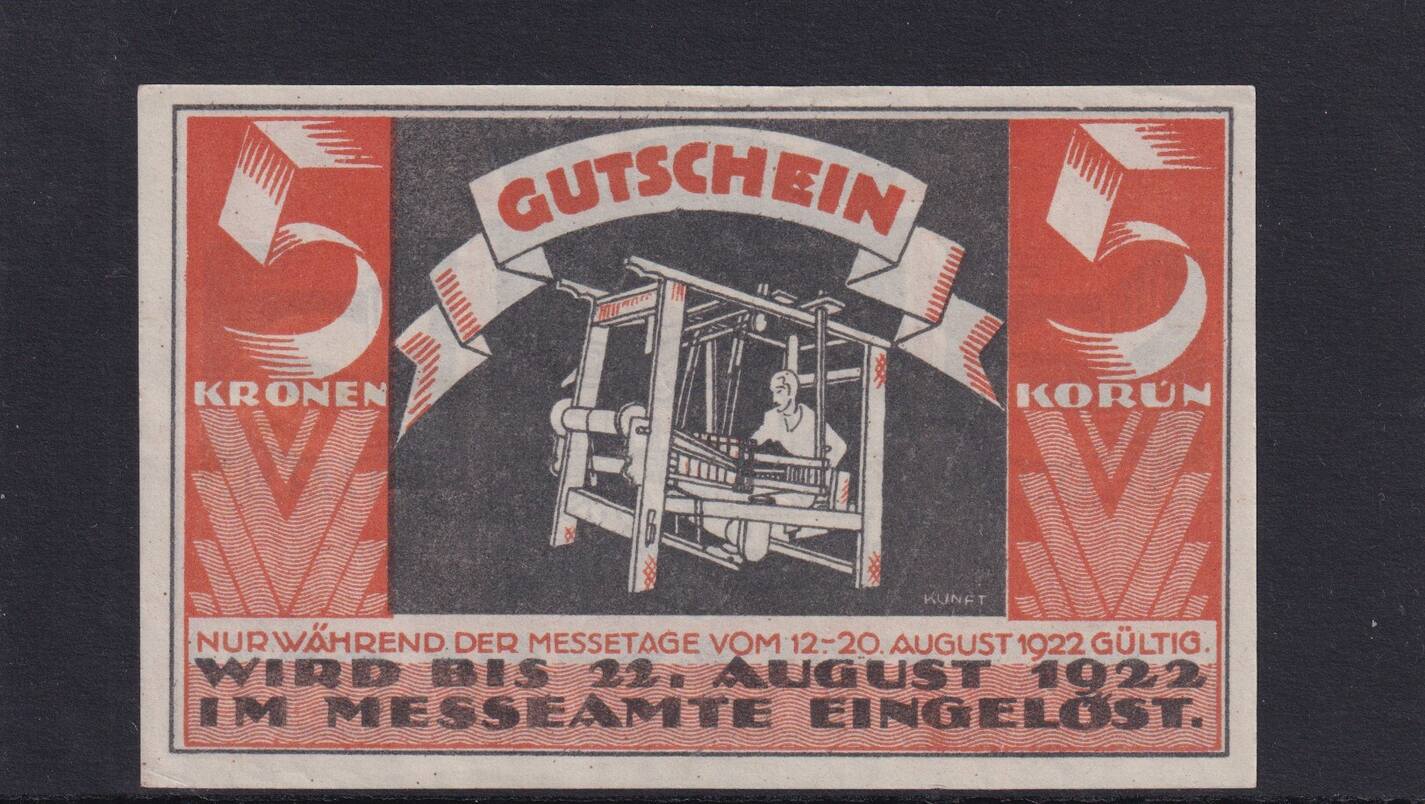 GUTSCHEIN
5 5
KRONEN KORUN
V V
KUNFT
NUR WÄHREND DER MESSETAGE VOM 12.-20. AUGUST 1922 GÜLTIG.
WIRD BIS 22. AUGUST 1922
IM MESSEAMTE EINGELÖST.